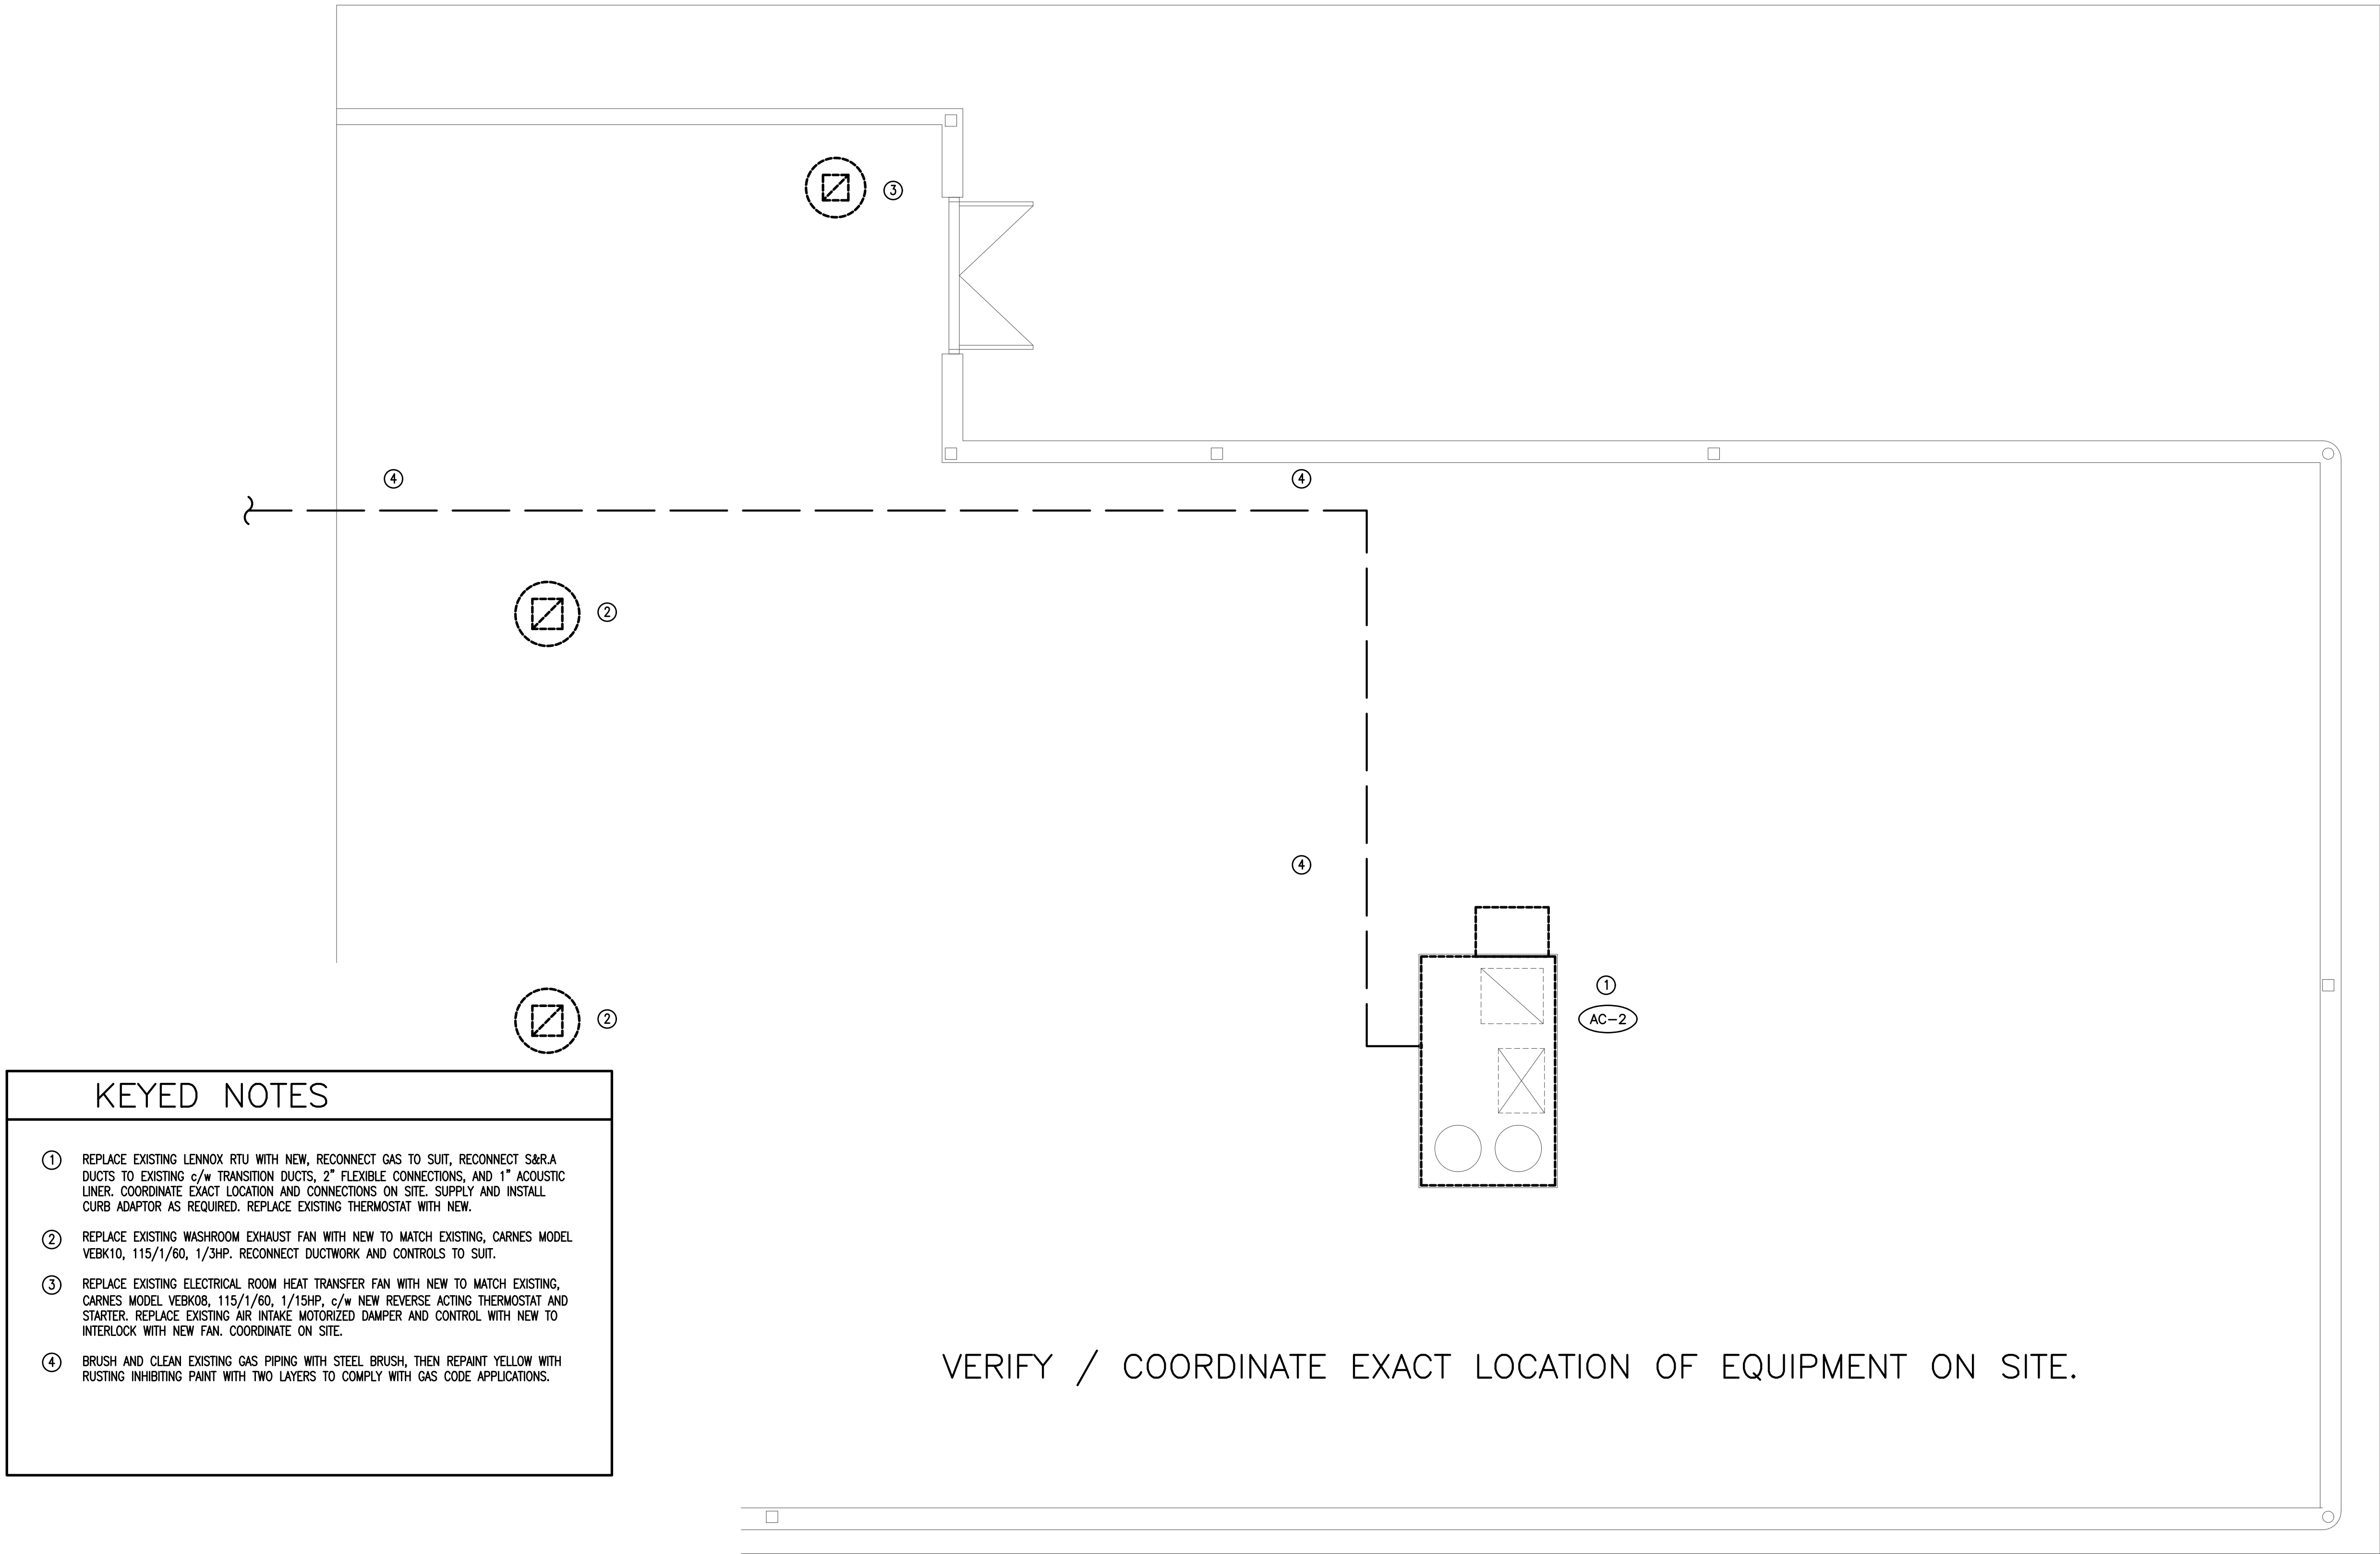 3
4
4
2
4
1
AC-2
2
KEYED NOTES
1 REPLACE EXISTING LENNOX RTU WITH NEW, RECONNECT GAS TO SUIT, RECONNECT S&R.A
DUCTS TO EXISTING c/w TRANSITION DUCTS, 2" FLEXIBLE CONNECTIONS, AND 1" ACOUSTIC
LINER. COORDINATE EXACT LOCATION AND CONNECTIONS ON SITE. SUPPLY AND INSTALL
CURB ADAPTOR AS REQUIRED. REPLACE EXISTING THERMOSTAT WITH NEW.
2 REPLACE EXISTING WASHROOM EXHAUST FAN WITH NEW TO MATCH EXISTING, CARNES MODEL
VEBK10, 115/1/60, 1/3HP. RECONNECT DUCTWORK AND CONTROLS TO SUIT.
3 REPLACE EXISTING ELECTRICAL ROOM HEAT TRANSFER FAN WITH NEW TO MATCH EXISTING,
CARNES MODEL VEBK08, 115/1/60, 1/15HP, c/w NEW REVERSE ACTING THERMOSTAT AND
STARTER. REPLACE EXISTING AIR INTAKE MOTORIZED DAMPER AND CONTROL WITH NEW TO
INTERLOCK WITH NEW FAN. COORDINATE ON SITE.
4 BRUSH AND CLEAN EXISTING GAS PIPING WITH STEEL BRUSH, THEN REPAINT YELLOW WITH
RUSTING INHIBITING PAINT WITH TWO LAYERS TO COMPLY WITH GAS CODE APPLICATIONS.
VERIFY / COORDINATE EXACT LOCATION OF EQUIPMENT ON SITE.